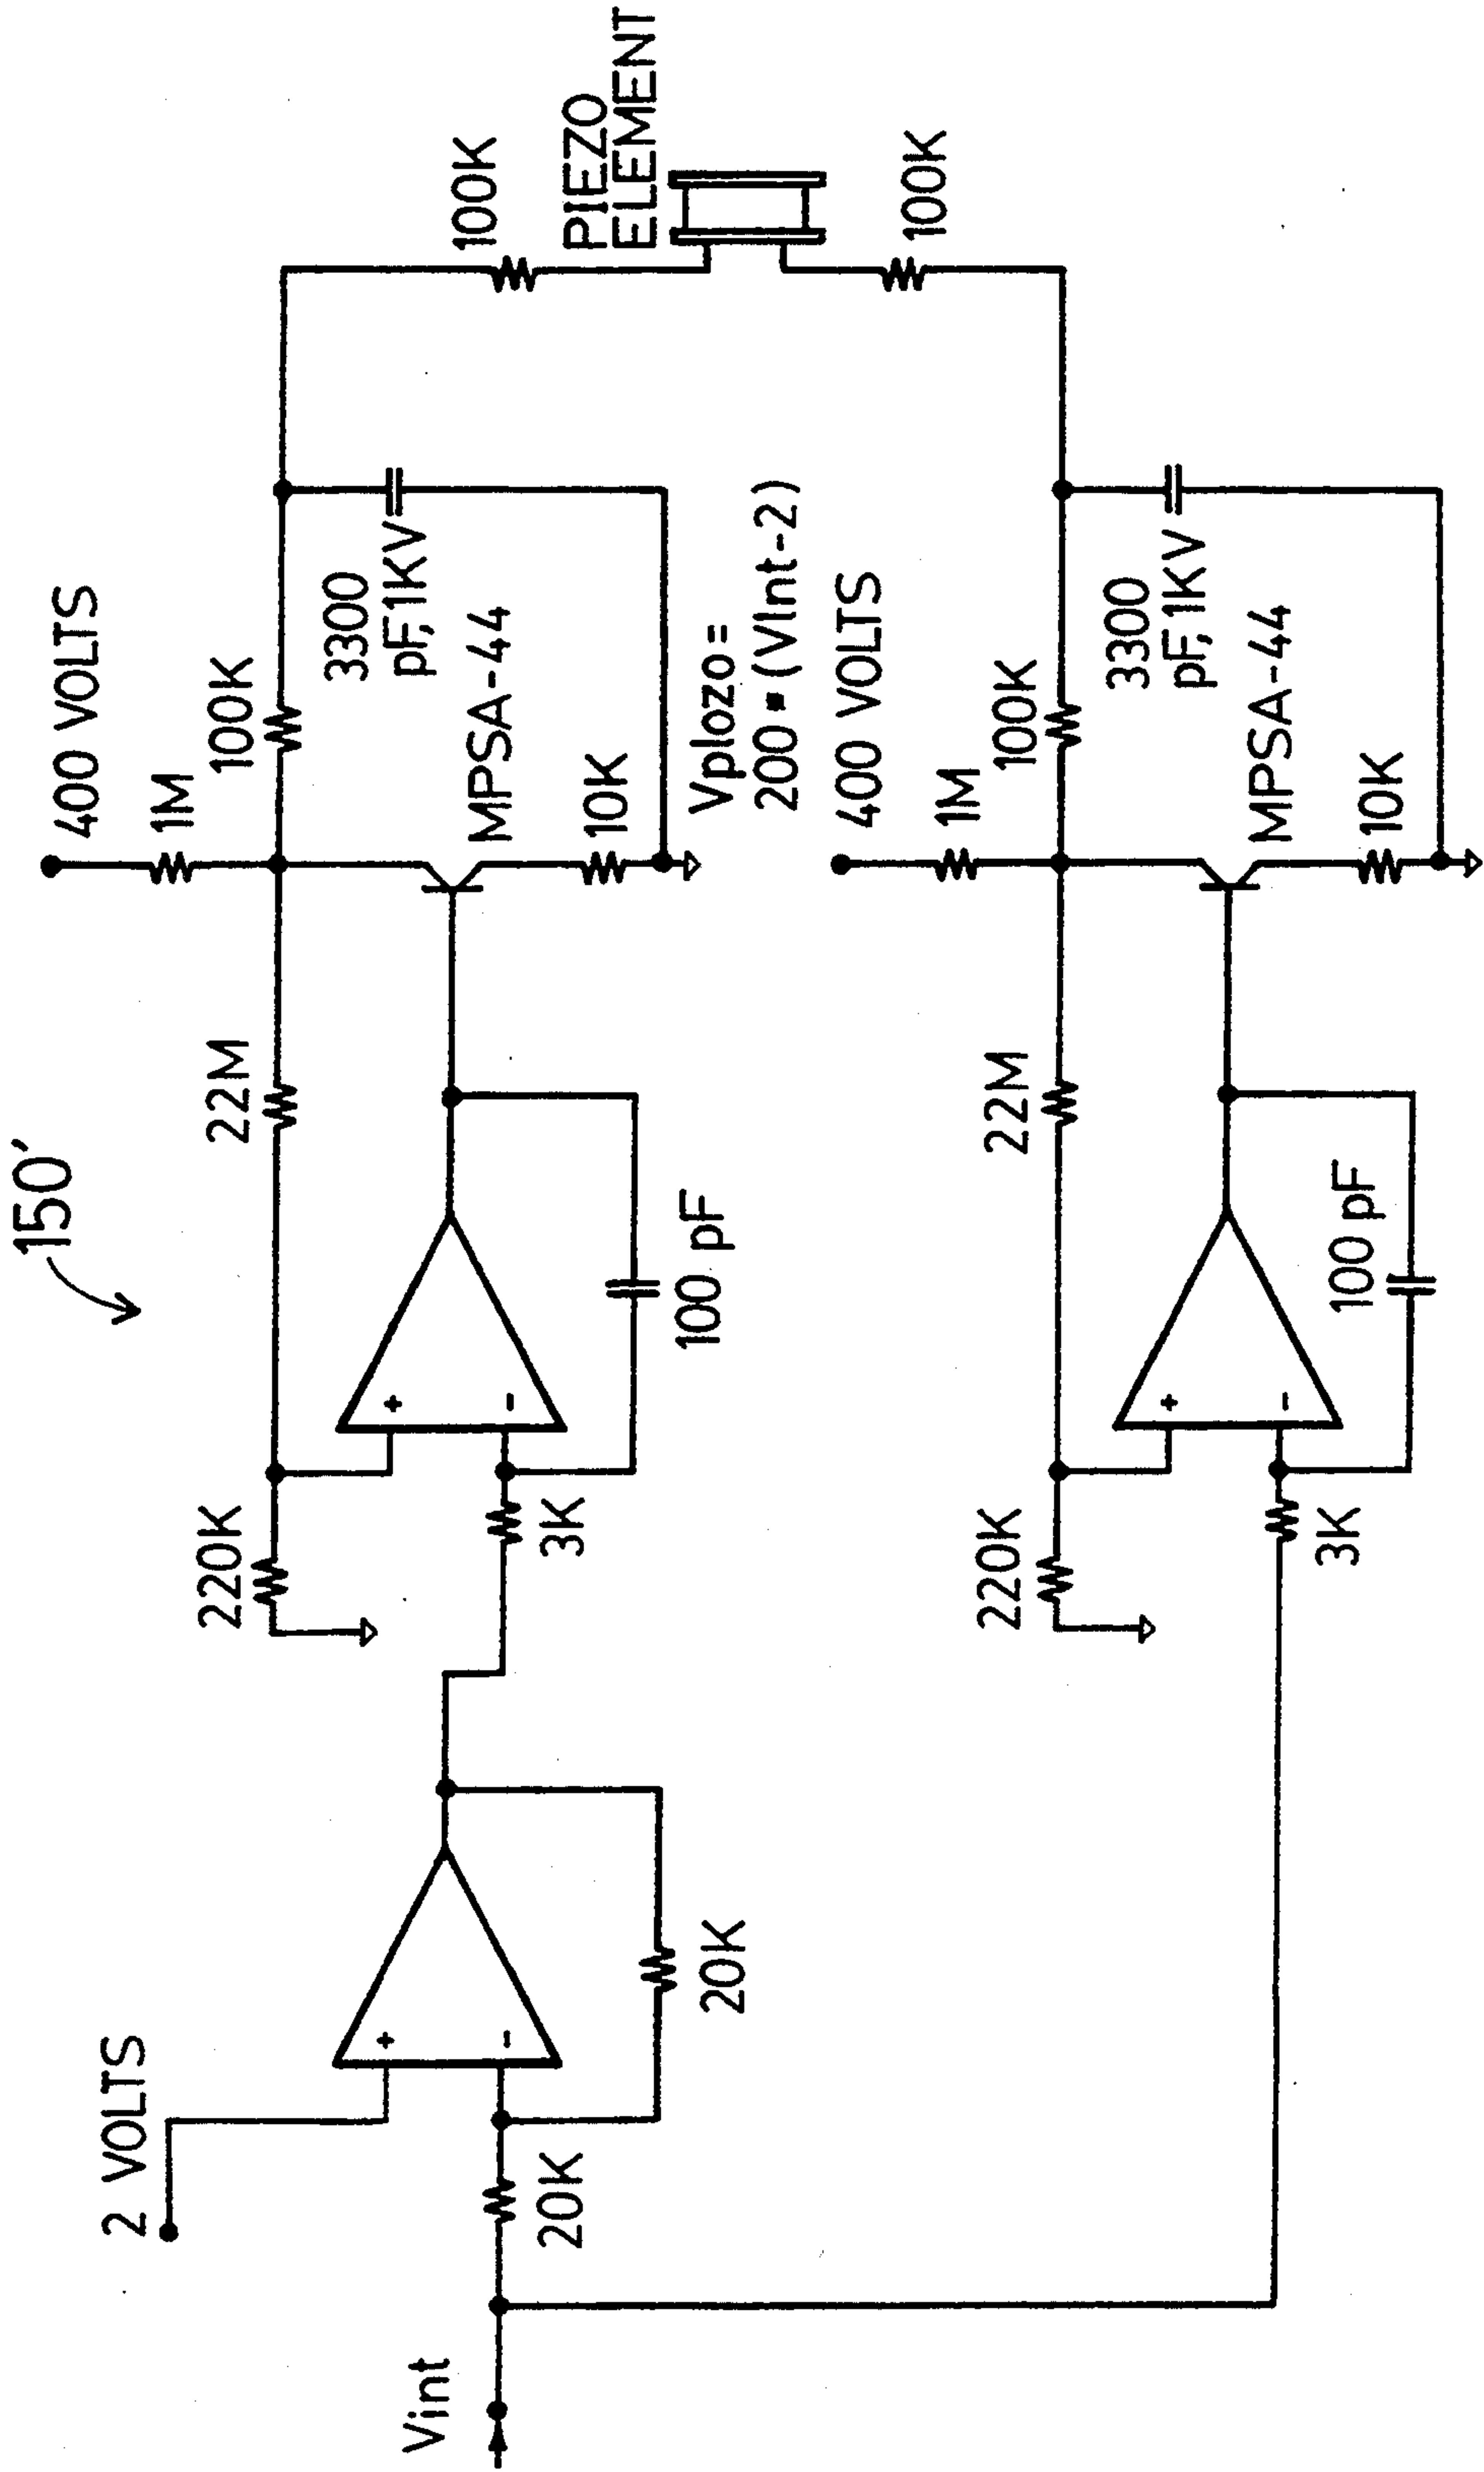 150'
2 VOLTS
Vint
20K
20K
220K
22M
3K
100 pF
400 VOLTS
1M
100K
3300
pF,1KV
MPSA-44
10K
100K
PIEZO
ELEMENT
100K
Vplozo =
200 * (VInt-2)
400 VOLTS
1M
100K
3300
pF,1KV
MPSA-44
10K
22M
220K
3K
100 pF
+
-
+
-
+
-